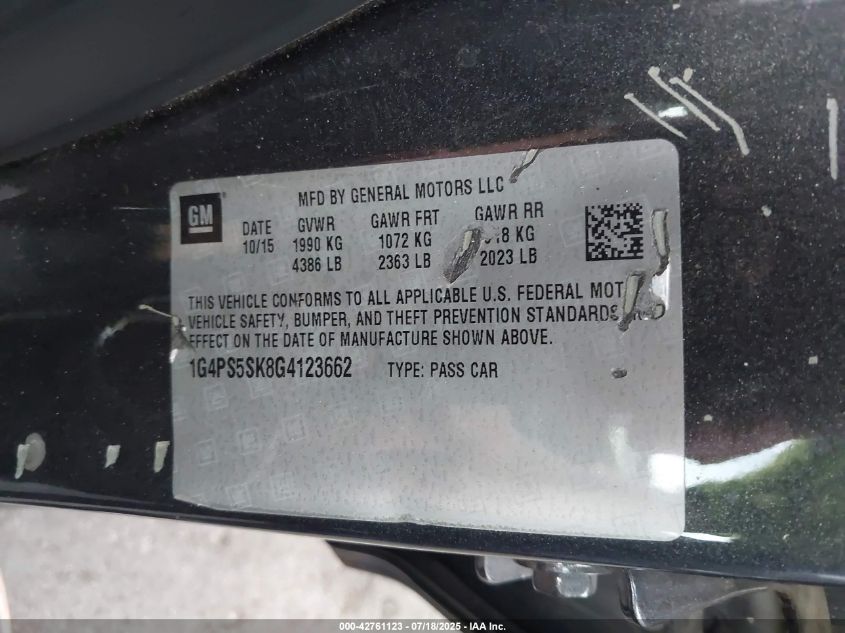 MFD BY GENERAL MOTORS LLC
GM
DATE GVWR GAWR FRT GAWR RR
10/15 1990 KG 1072 KG KG
4386 LB 2363 LB 2023 LB
THIS VEHICLE CONFORMS TO ALL APPLICABLE U.S. FEDERAL
VEHICLE SAFETY, BUMPER, AND THEFT PREVENTION STANDARDS
EFFECT ON THE DATE OF MANUFACTURE SHOWN ABOVE.
1G4PS5SK8G4123662 TYPE: PASS CAR
000-42761123 - 07/18/2025 - IAA Inc.